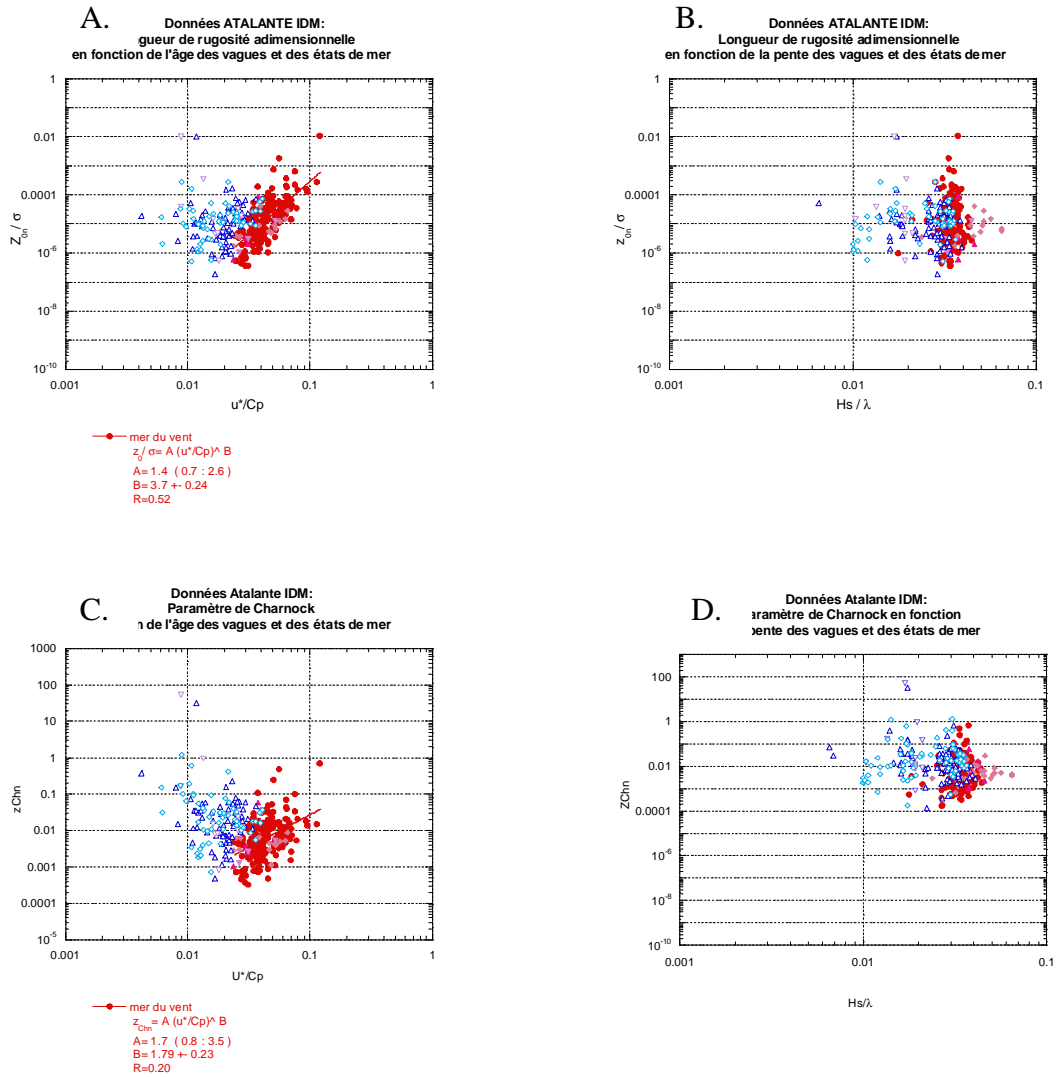 A.
Données ATALANTE IDM:
gueur de rugosité adimensionnelle
en fonction de l'âge des vagues et des états de mer
1
0.01
0.0001
10-6
10-8
10-10
Z0n / σ
0.001
0.01
0.1
1
u*/Cp
mer du vent
z0/ σ= A (u*/Cp)^ B
A= 1.4 ( 0.7 : 2.6 )
B= 3.7 +- 0.24
R=0.52
B.
Données ATALANTE IDM:
Longueur de rugosité adimensionnelle
en fonction de la pente des vagues et des états de mer
1
0.01
0.0001
10-6
10-8
10-10
z0n / σ
0.001
0.01
0.1
Hs / λ
C.
Données Atalante IDM:
Paramètre de Charnock
n de l'âge des vagues et des états de mer
1000
100
10
1
0.1
0.01
0.001
0.0001
10-5
zChn
0.001
0.01
0.1
1
U*/Cp
mer du vent
zChn= A (u*/Cp)^ B
A= 1.7 ( 0.8 : 3.5 )
B= 1.79 +- 0.23
R=0.20
D.
Données Atalante IDM:
aramètre de Charnock en fonction
pente des vagues et des états de mer
100
1
0.01
0.0001
10-6
10-8
10-10
ZChn
0.001
0.01
0.1
Hs/λ